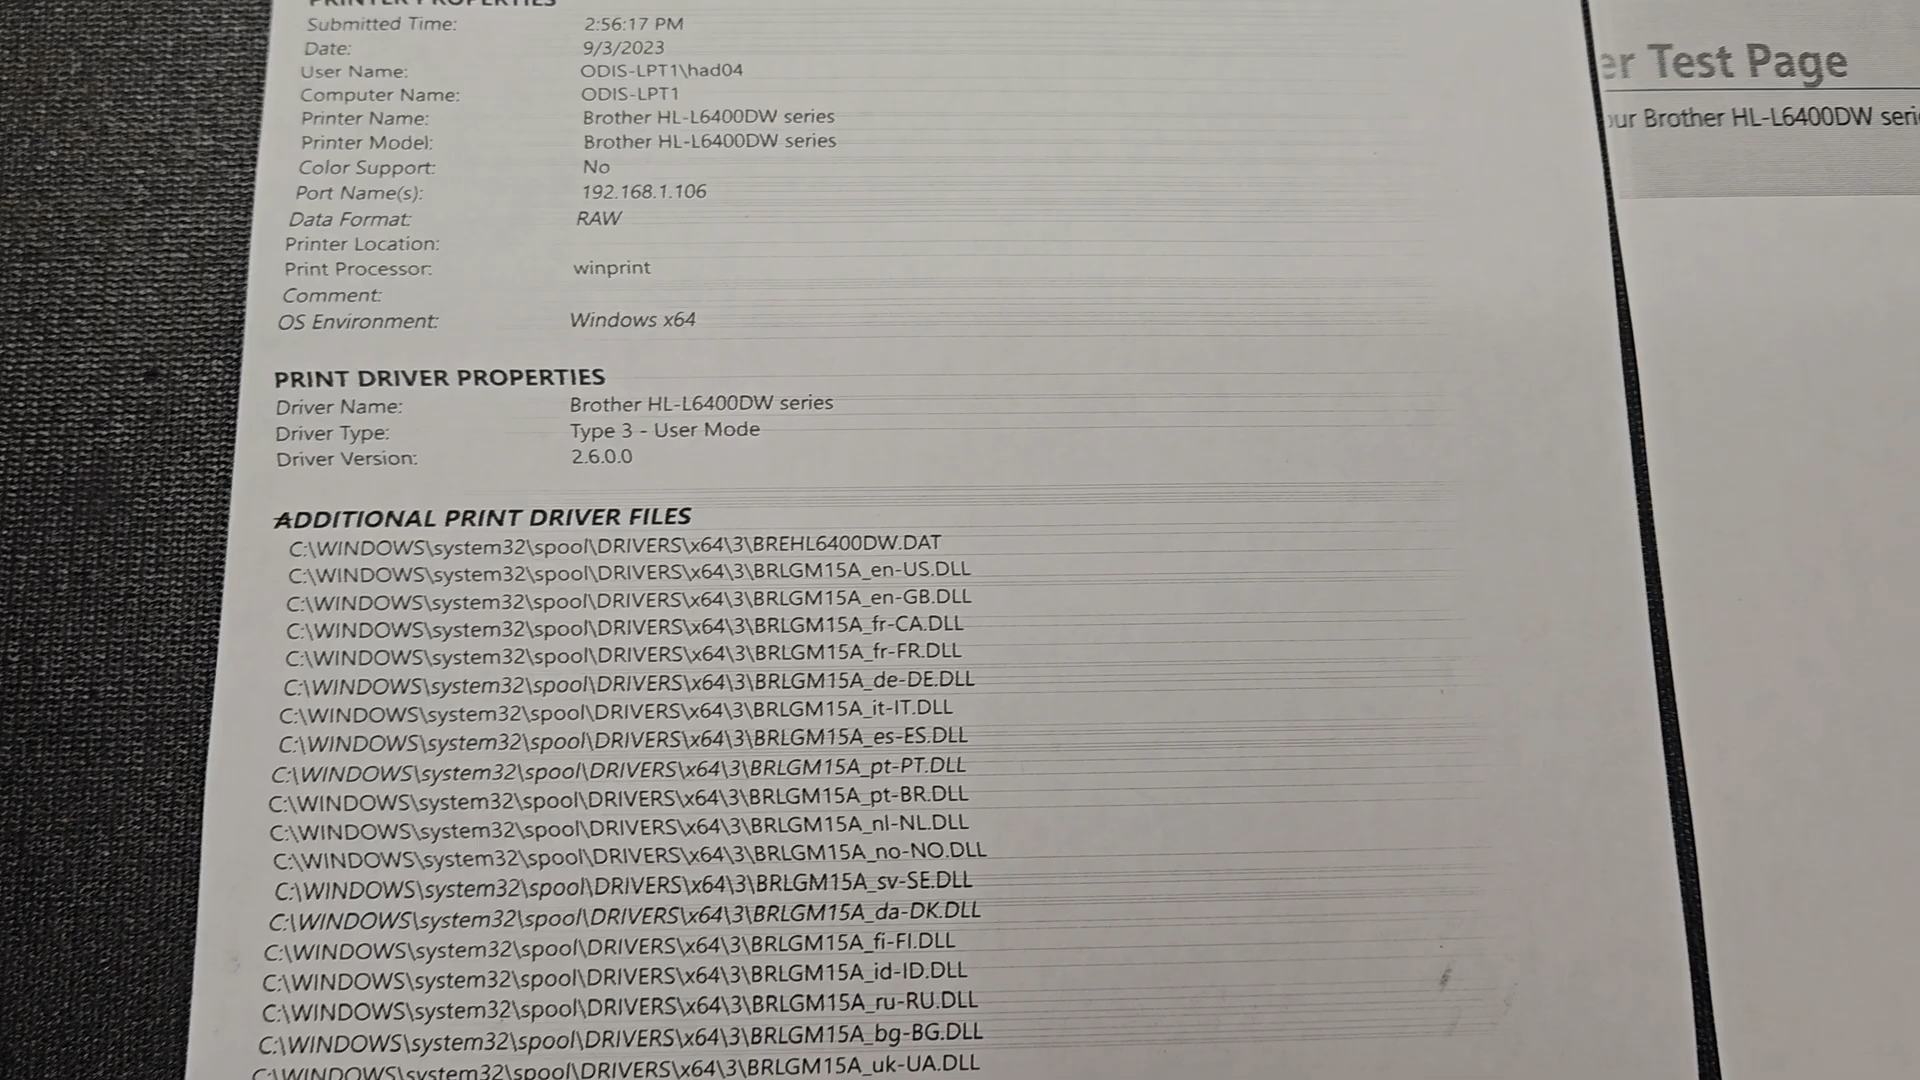 PRINTER PROPERTIES
Submitted Time: 2:56:17 PM
Date: 9/3/2023
User Name: ODIS-LPT1\had04
Computer Name: ODIS-LPT1
Printer Name: Brother HL-L6400DW series
Printer Model: Brother HL-L6400DW series
Color Support: No
Port Name(s): 192.168.1.106
Data Format: RAW
Printer Location:
Print Processor: winprint
Comment:
OS Environment: Windows x64
PRINT DRIVER PROPERTIES
Driver Name: Brother HL-L6400DW series
Driver Type: Type 3 - User Mode
Driver Version: 2.6.0.0
ADDITIONAL PRINT DRIVER FILES
C:\WINDOWS\system32\spool\DRIVERS\x64\3\BREHL6400DW.DAT
C:\WINDOWS\system32\spool\DRIVERS\x64\3\BRLGM15A_en-US.DLL
C:\WINDOWS\system32\spool\DRIVERS\x64\3\BRLGM15A_en-GB.DLL
C:\WINDOWS\system32\spool\DRIVERS\x64\3\BRLGM15A_fr-CA.DLL
C:\WINDOWS\system32\spool\DRIVERS\x64\3\BRLGM15A_fr-FR.DLL
C:\WINDOWS\system32\spool\DRIVERS\x64\3\BRLGM15A_de-DE.DLL
C:\WINDOWS\system32\spool\DRIVERS\x64\3\BRLGM15A_it-IT.DLL
C:\WINDOWS\system32\spool\DRIVERS\x64\3\BRLGM15A_es-ES.DLL
C:\WINDOWS\system32\spool\DRIVERS\x64\3\BRLGM15A_pt-PT.DLL
C:\WINDOWS\system32\spool\DRIVERS\x64\3\BRLGM15A_pt-BR.DLL
C:\WINDOWS\system32\spool\DRIVERS\x64\3\BRLGM15A_nl-NL.DLL
C:\WINDOWS\system32\spool\DRIVERS\x64\3\BRLGM15A_no-NO.DLL
C:\WINDOWS\system32\spool\DRIVERS\x64\3\BRLGM15A_sv-SE.DLL
C:\WINDOWS\system32\spool\DRIVERS\x64\3\BRLGM15A_da-DK.DLL
C:\WINDOWS\system32\spool\DRIVERS\x64\3\BRLGM15A_fi-FI.DLL
C:\WINDOWS\system32\spool\DRIVERS\x64\3\BRLGM15A_id-ID.DLL
C:\WINDOWS\system32\spool\DRIVERS\x64\3\BRLGM15A_ru-RU.DLL
C:\WINDOWS\system32\spool\DRIVERS\x64\3\BRLGM15A_bg-BG.DLL
C:\WINDOWS\system32\spool\DRIVERS\x64\3\BRLGM15A_uk-UA.DLL
er Test Page
ur Brother HL-L6400DW seri